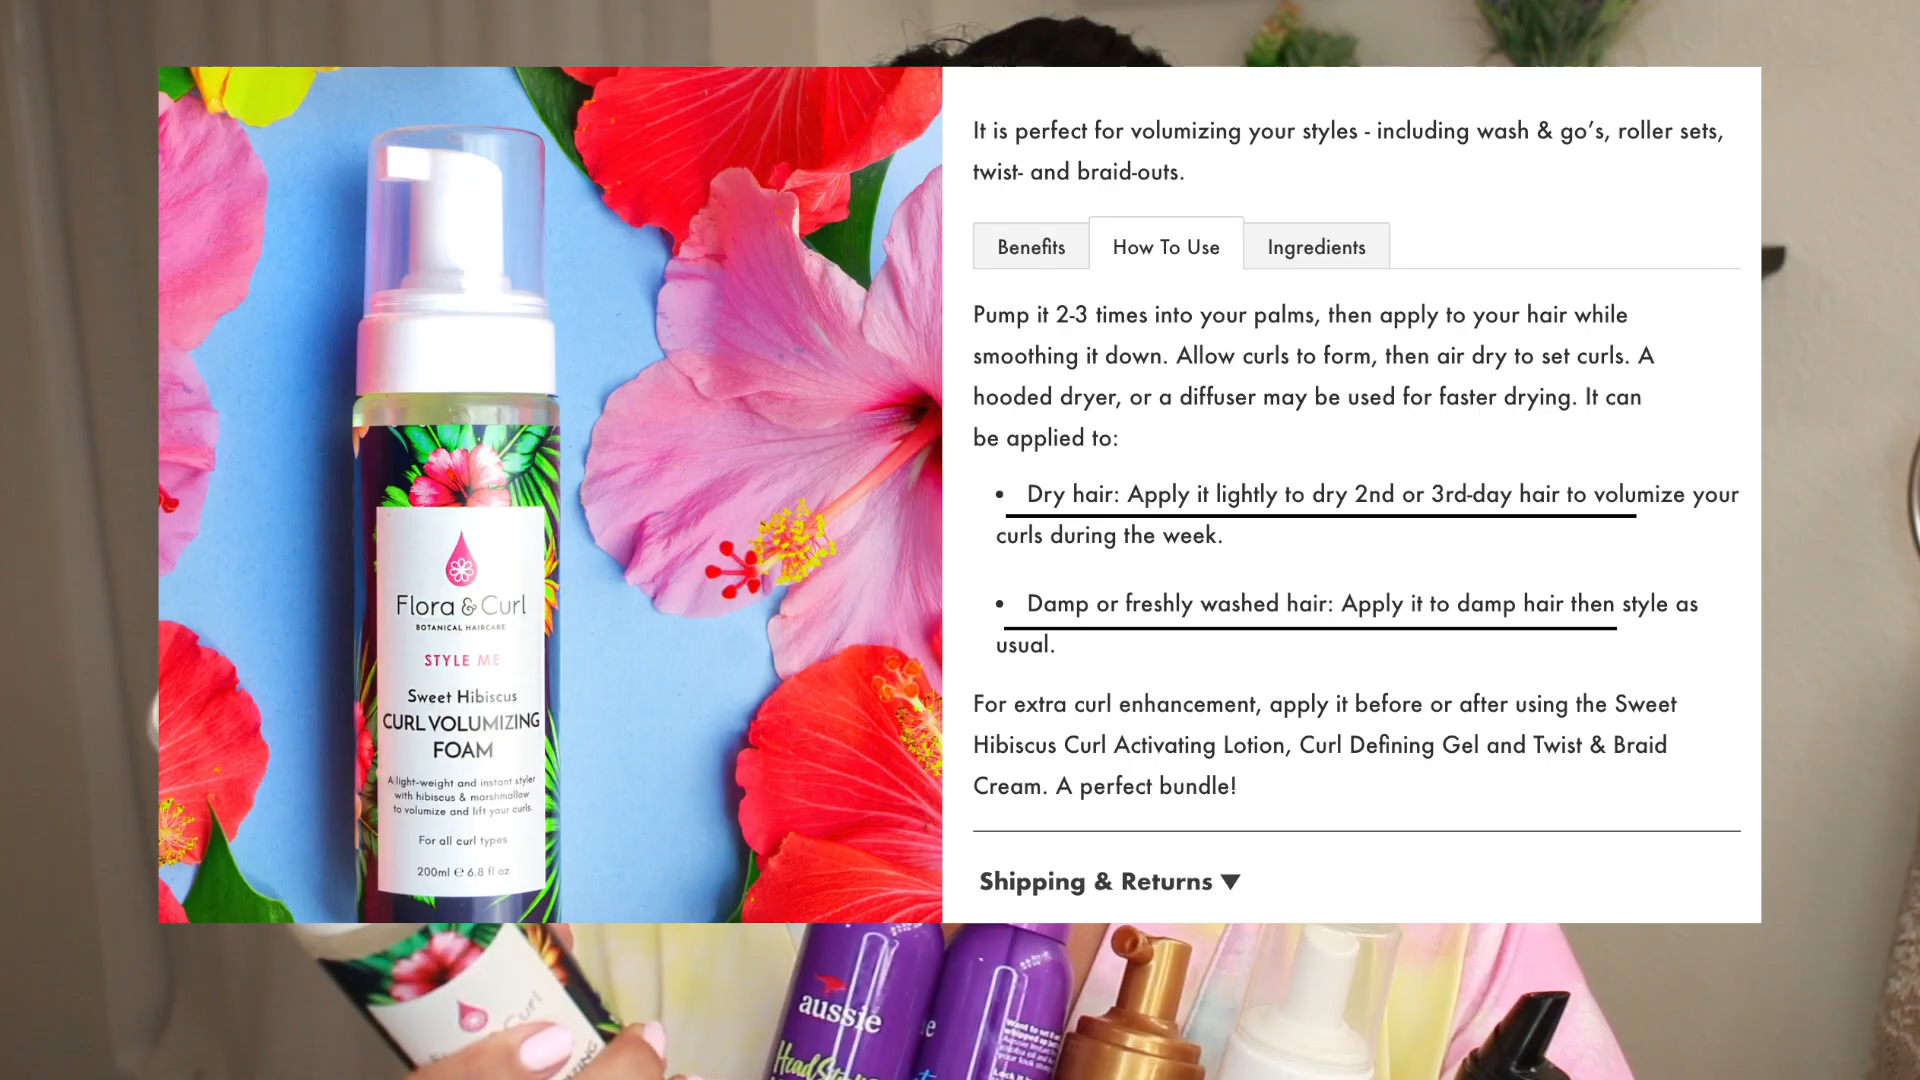 It is perfect for volumizing your styles - including wash & go’s, roller sets,
twist- and braid-outs.
Benefits
How To Use
Ingredients
Pump it 2-3 times into your palms, then apply to your hair while
smoothing it down. Allow curls to form, then air dry to set curls. A
hooded dryer, or a diffuser may be used for faster drying. It can
be applied to:
• Dry hair: Apply it lightly to dry 2nd or 3rd-day hair to volumize your
curls during the week.
• Damp or freshly washed hair: Apply it to damp hair then style as
usual.
For extra curl enhancement, apply it before or after using the Sweet
Hibiscus Curl Activating Lotion, Curl Defining Gel and Twist & Braid
Cream. A perfect bundle!
Shipping & Returns ▼
Flora & Curl
BOTANICAL HAIRCARE
STYLE ME
Sweet Hibiscus
CURL VOLUMIZING
FOAM
A light-weight and instant styler
with hibiscus & marshmallow
to volumize and lift your curls.
For all curl types
200ml e 6.8 fl oz
Curl
aussie
HeadStrong